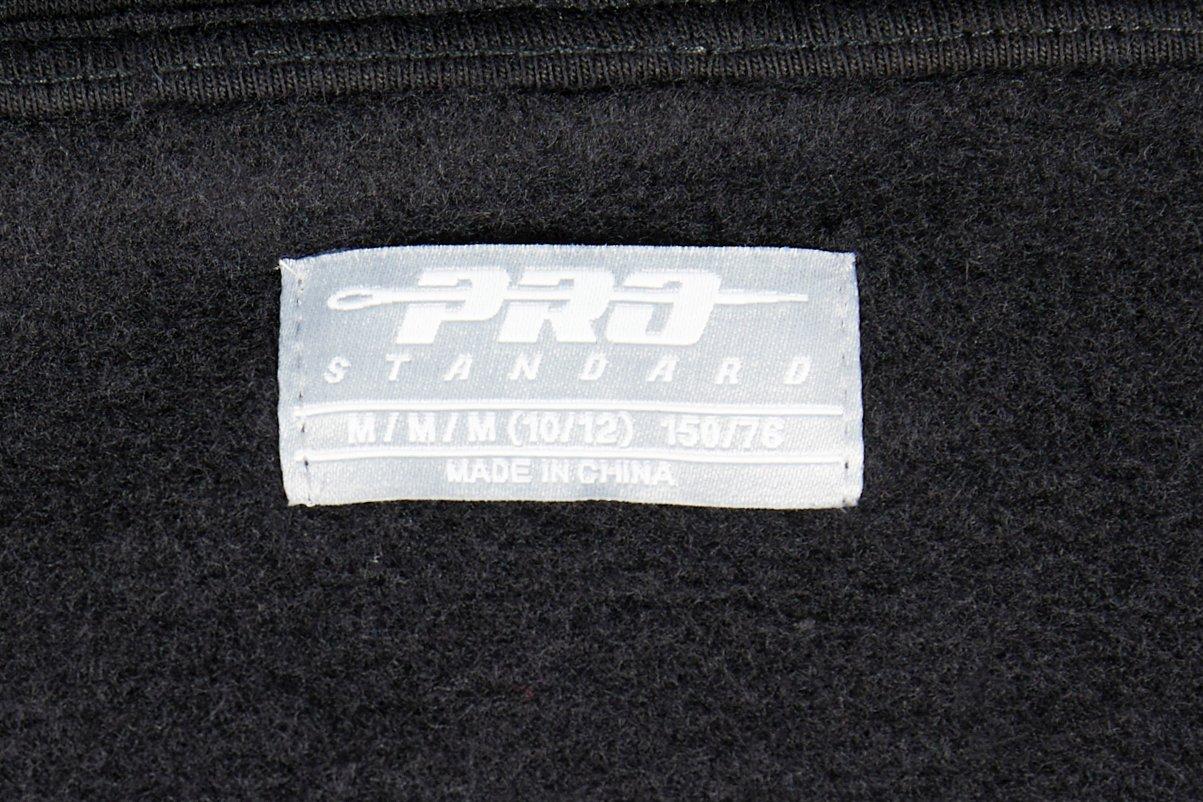 PRO
STANDARD
M/M/M (10/12) 150/76
MADE IN CHINA